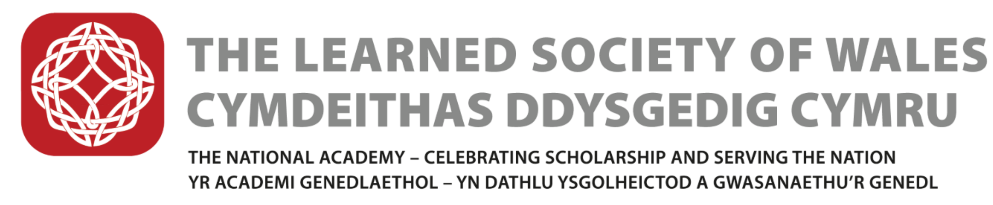 THE LEARNED SOCIETY OF WALES
CYMDEITHAS DDYSGEDIG CYMRU
THE NATIONAL ACADEMY – CELEBRATING SCHOLARSHIP AND SERVING THE NATION
YR ACADEMI GENEDLAETHOL – YN DATHLU YSGOLHEICTOD A GWASANAETHU'R GENEDL